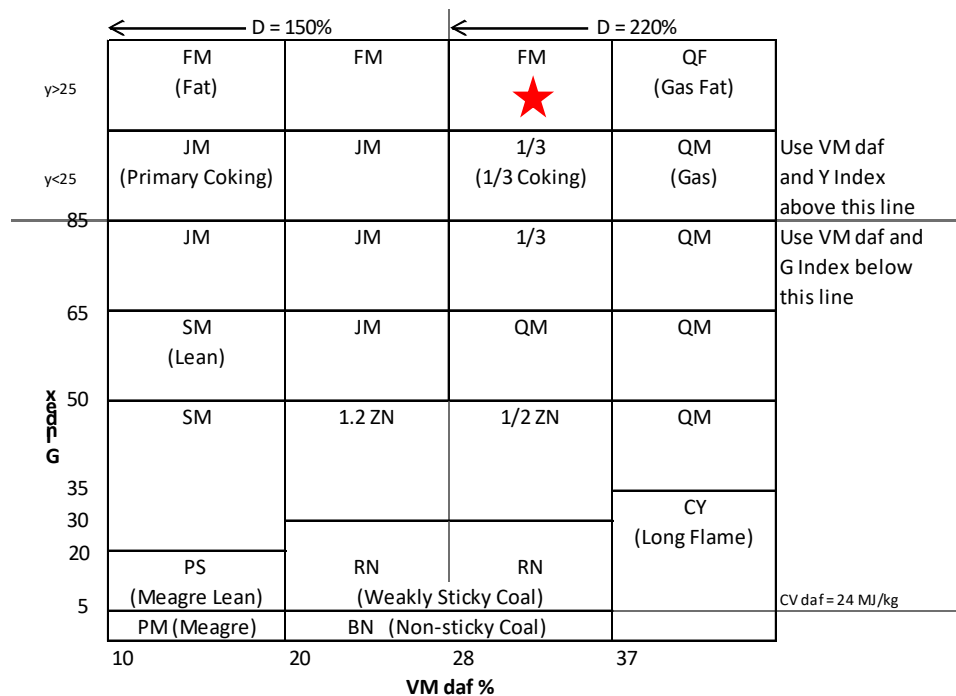 D = 150% D = 220%
FM FM FM QF
y>25 (Fat) (Gas Fat)
JM JM 1/3 QM Use VM daf
y<25 (Primary Coking) (1/3 Coking) (Gas) and Y Index
above this line
85
JM JM 1/3 QM Use VM daf and
G Index below
this line
65
SM JM QM QM
(Lean)
G Index
50
SM 1.2 ZN 1/2 ZN QM
35
CY
30 (Long Flame)
20
PS RN RN
(Meagre Lean) (Weakly Sticky Coal)
5 CV daf = 24 MJ/kg
PM (Meagre) BN (Non-sticky Coal)
10 20 28 37
VM daf %